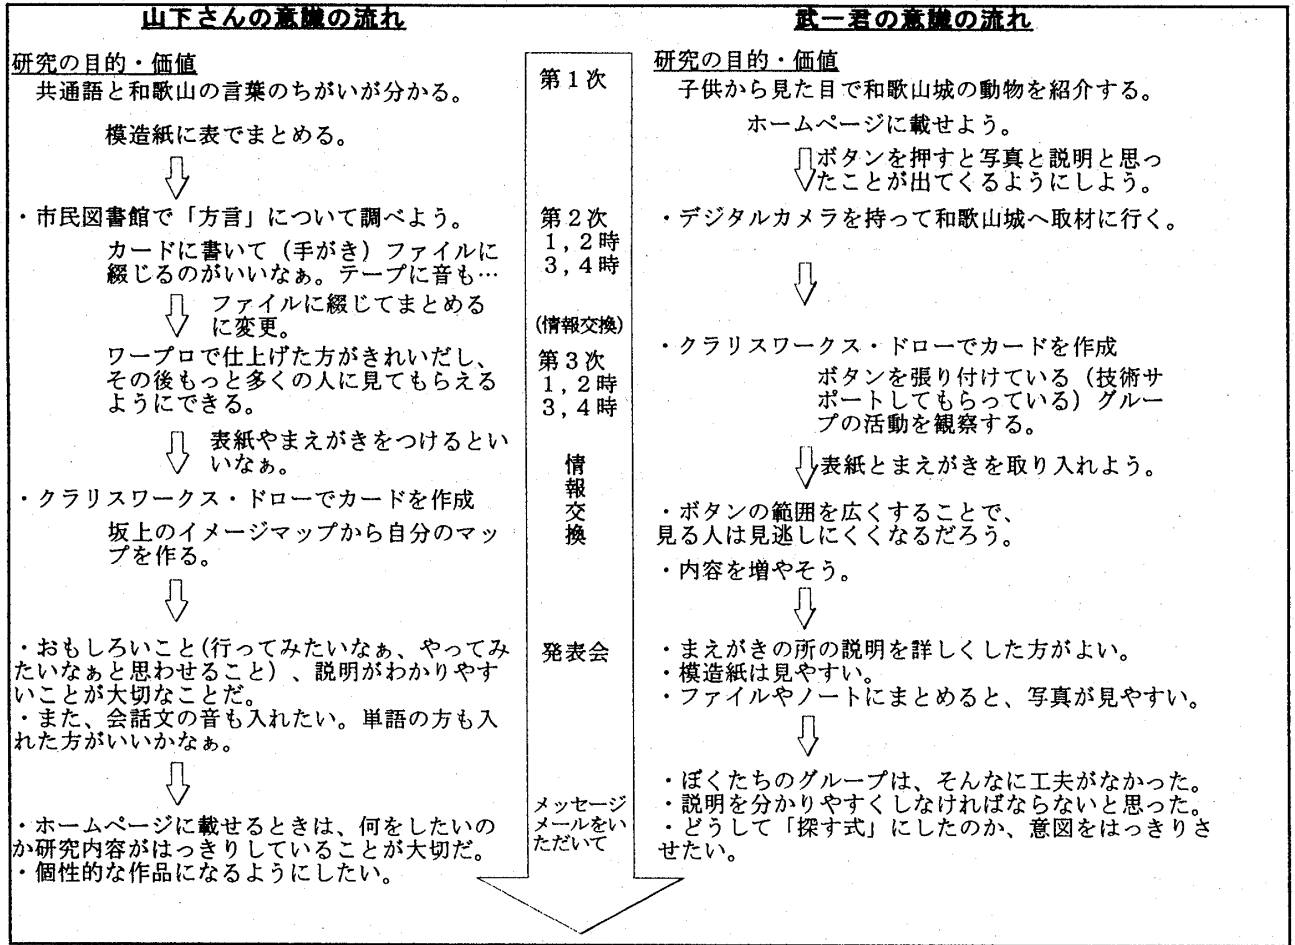 山下さんの意識の流れ
研究の目的・価値
共通語と和歌山の言葉のちがいが分かる。
模造紙に表でまとめる。
・市民図書館で「方言」について調べよう。
カードに書いて（手がき）ファイルに
綴じるのがいいなぁ。テープに音も…
ファイルに綴じてまとめる
に変更。
ワープロで仕上げた方がきれいだし、
その後もっと多くの人に見てもらえる
ようにできる。
表紙やまえがきをつけるとい
いなぁ。
・クラリスワークス・ドローでカードを作成
坂上のイメージマップから自分のマッ
プを作る。
・おもしろいこと(行ってみたいなぁ、やってみ
たいなぁと思わせること）、説明がわかりやす
いことが大切なことだ。
・また、会話文の音も入れたい。単語の方も入
れた方がいいかなぁ。
・ホームページに載せるときは、何をしたいの
か研究内容がはっきりしていることが大切だ。
・個性的な作品になるようにしたい。
第１次
第２次
１,２時
３,４時
(情報交換)
第３次
１,２時
３,４時
情報交換
発表会
メッセージ
メールをい
ただいて
武一君の意識の流れ
研究の目的・価値
子供から見た目で和歌山城の動物を紹介する。
ホームページに載せよう。
ボタンを押すと写真と説明と思っ
たことが出てくるようにしよう。
・デジタルカメラを持って和歌山城へ取材に行く。
・クラリスワークス・ドローでカードを作成
ボタンを張り付けている（技術サ
ポートしてもらっている）グルー
プの活動を観察する。
表紙とまえがきを取り入れよう。
・ボタンの範囲を広くすることで、
見る人は見逃しにくくなるだろう。
・内容を増やそう。
・まえがきの所の説明を詳しくした方がよい。
・模造紙は見やすい。
・ファイルやノートにまとめると、写真が見やすい。
・ぼくたちのグループは、そんなに工夫がなかった。
・説明を分かりやすくしなければならないと思った。
・どうして「探す式」にしたのか、意図をはっきりさ
せたい。